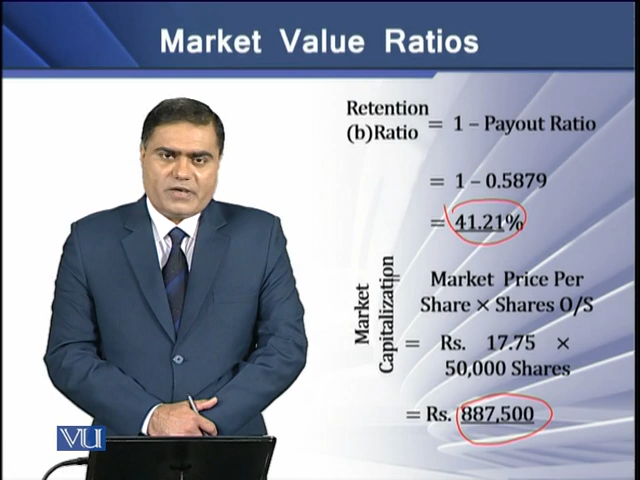 Market Value Ratios
Retention
(b)Ratio = 1 – Payout Ratio
= 1 – 0.5879
= 41.21%
Market
Capitalization
= Market Price Per
Share × Shares O/S
= Rs. 17.75 ×
50,000 Shares
= Rs. 887,500
VU